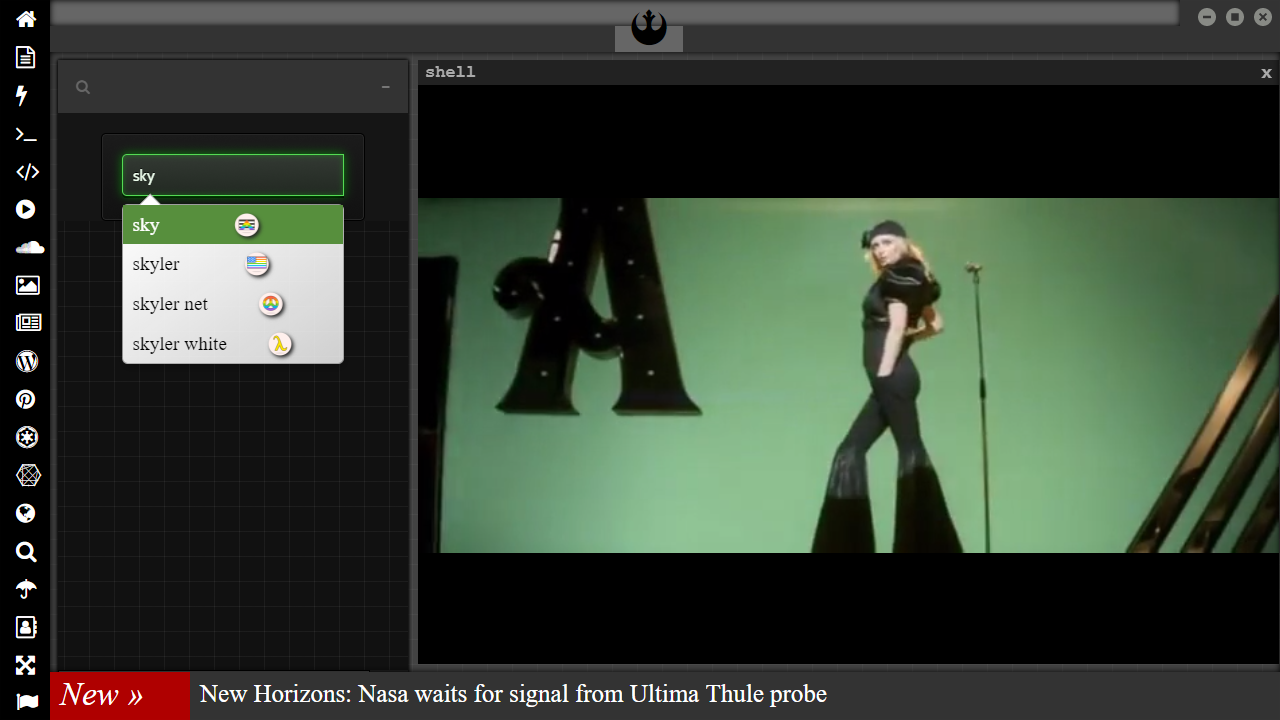 shell
x
sky
sky
skyler
skyler net
skyler white
λ
A
New »
New Horizons: Nasa waits for signal from Ultima Thule probe